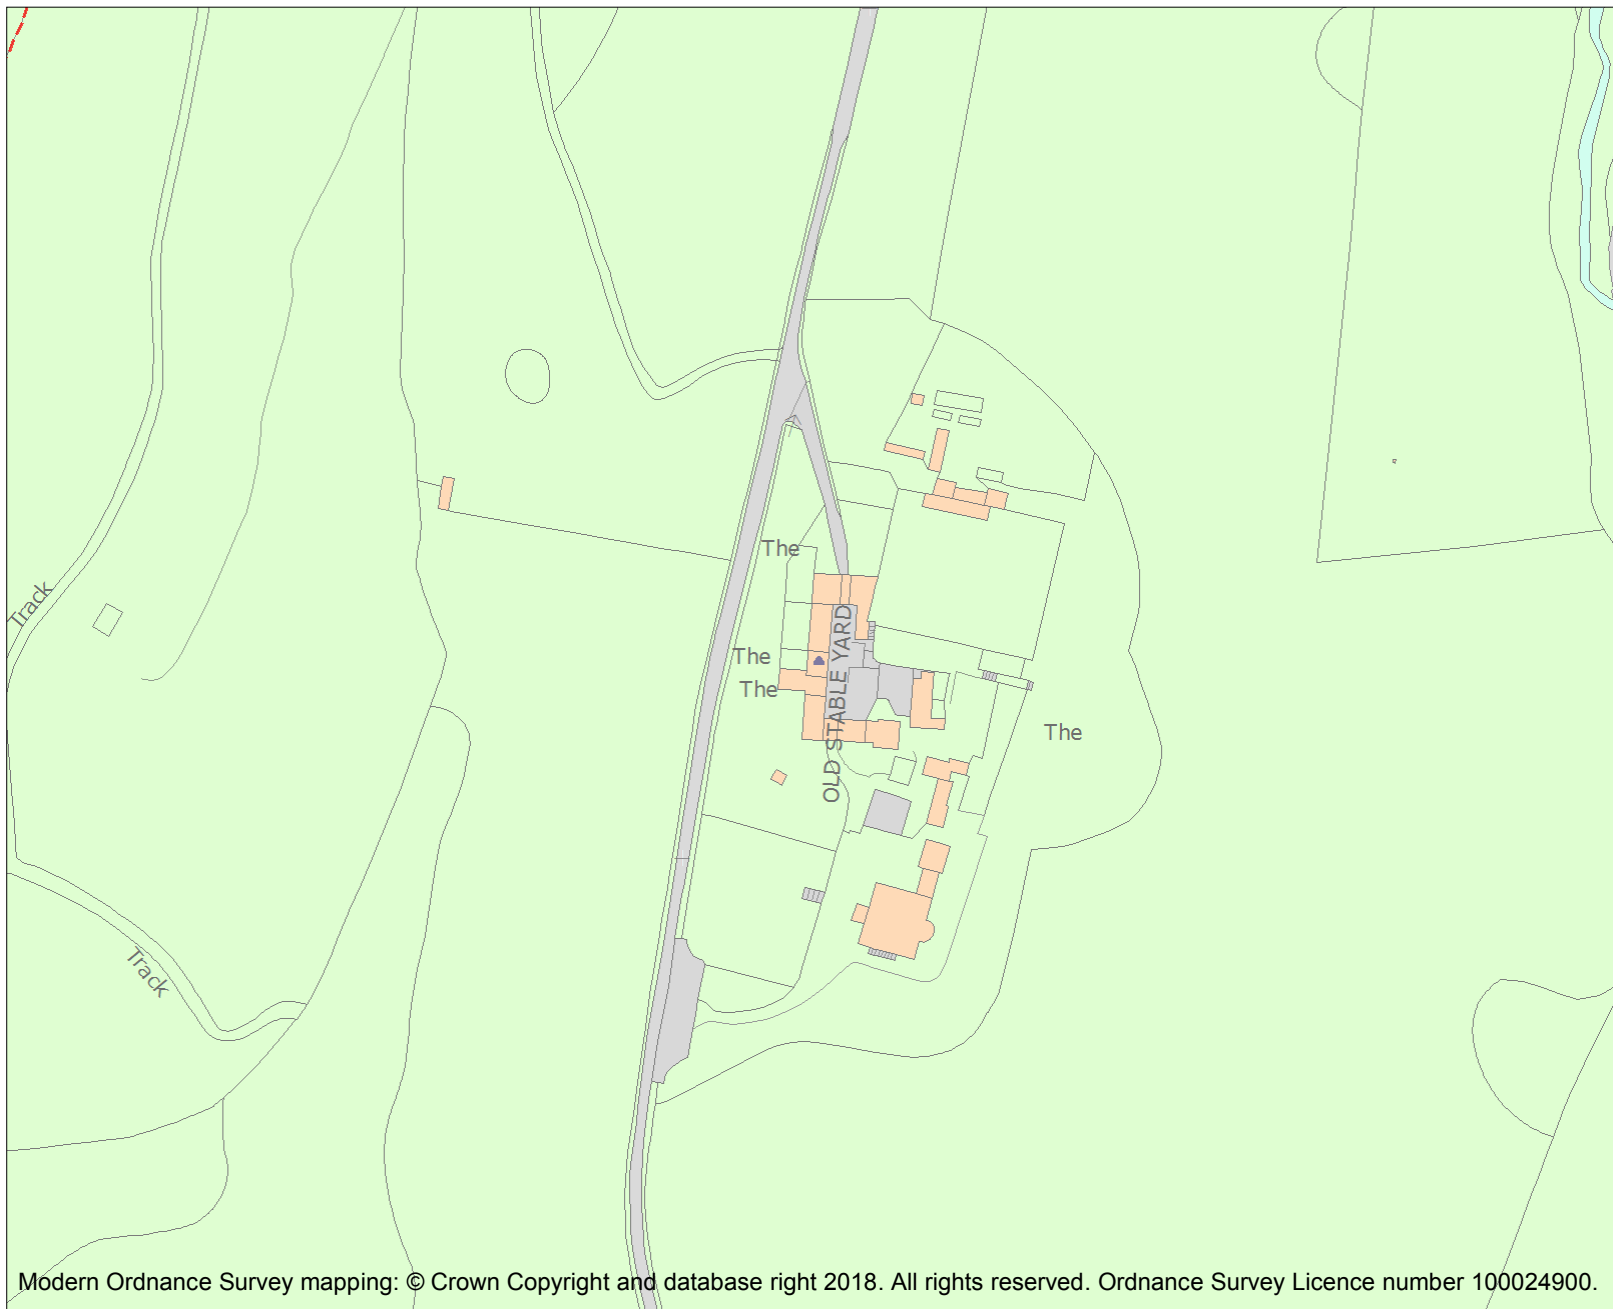 The
Track
OLD STABLE YARD
The
The
The
Track
Modern Ordnance Survey mapping: © Crown Copyright and database right 2018. All rights reserved. Ordnance Survey Licence number 100024900.